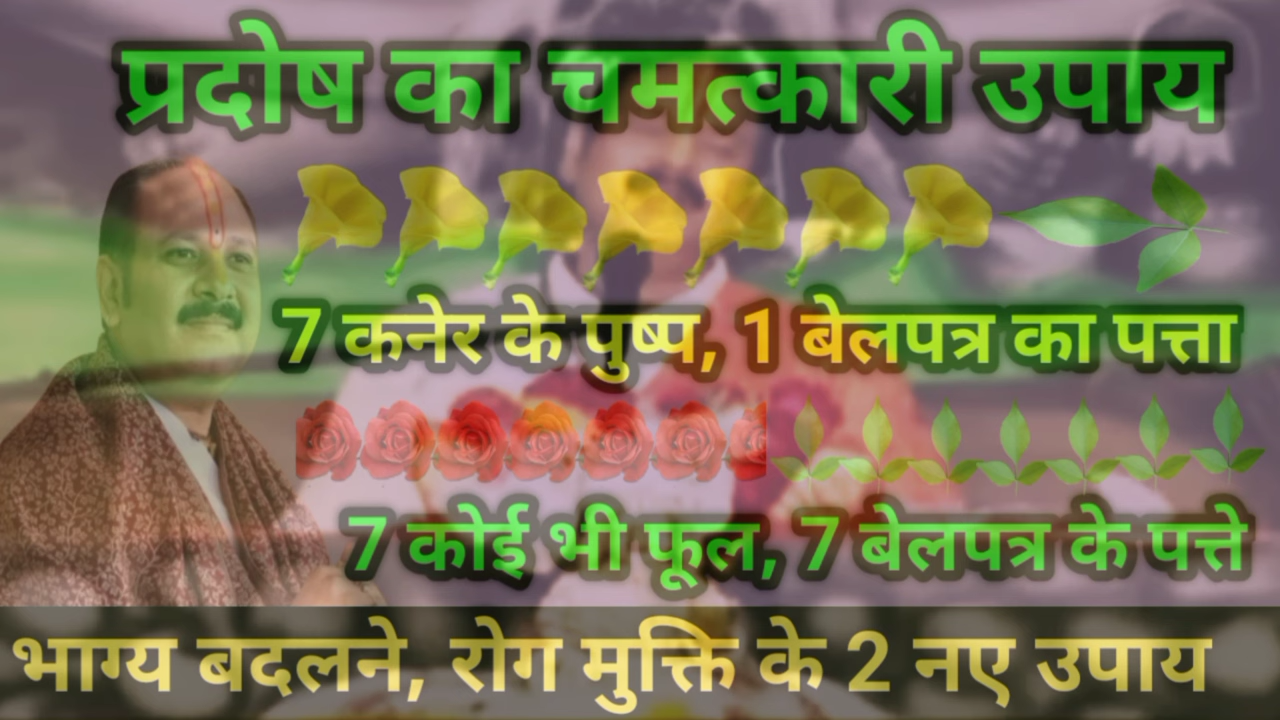 प्रदोष का चमत्कारी उपाय
7 कनेर के पुष्प, 1 बेलपत्र का पत्ता
7 कोई भी फूल, 7 बेलपत्र के पत्ते
भाग्य बदलने, रोग मुक्ति के 2 नए उपाय